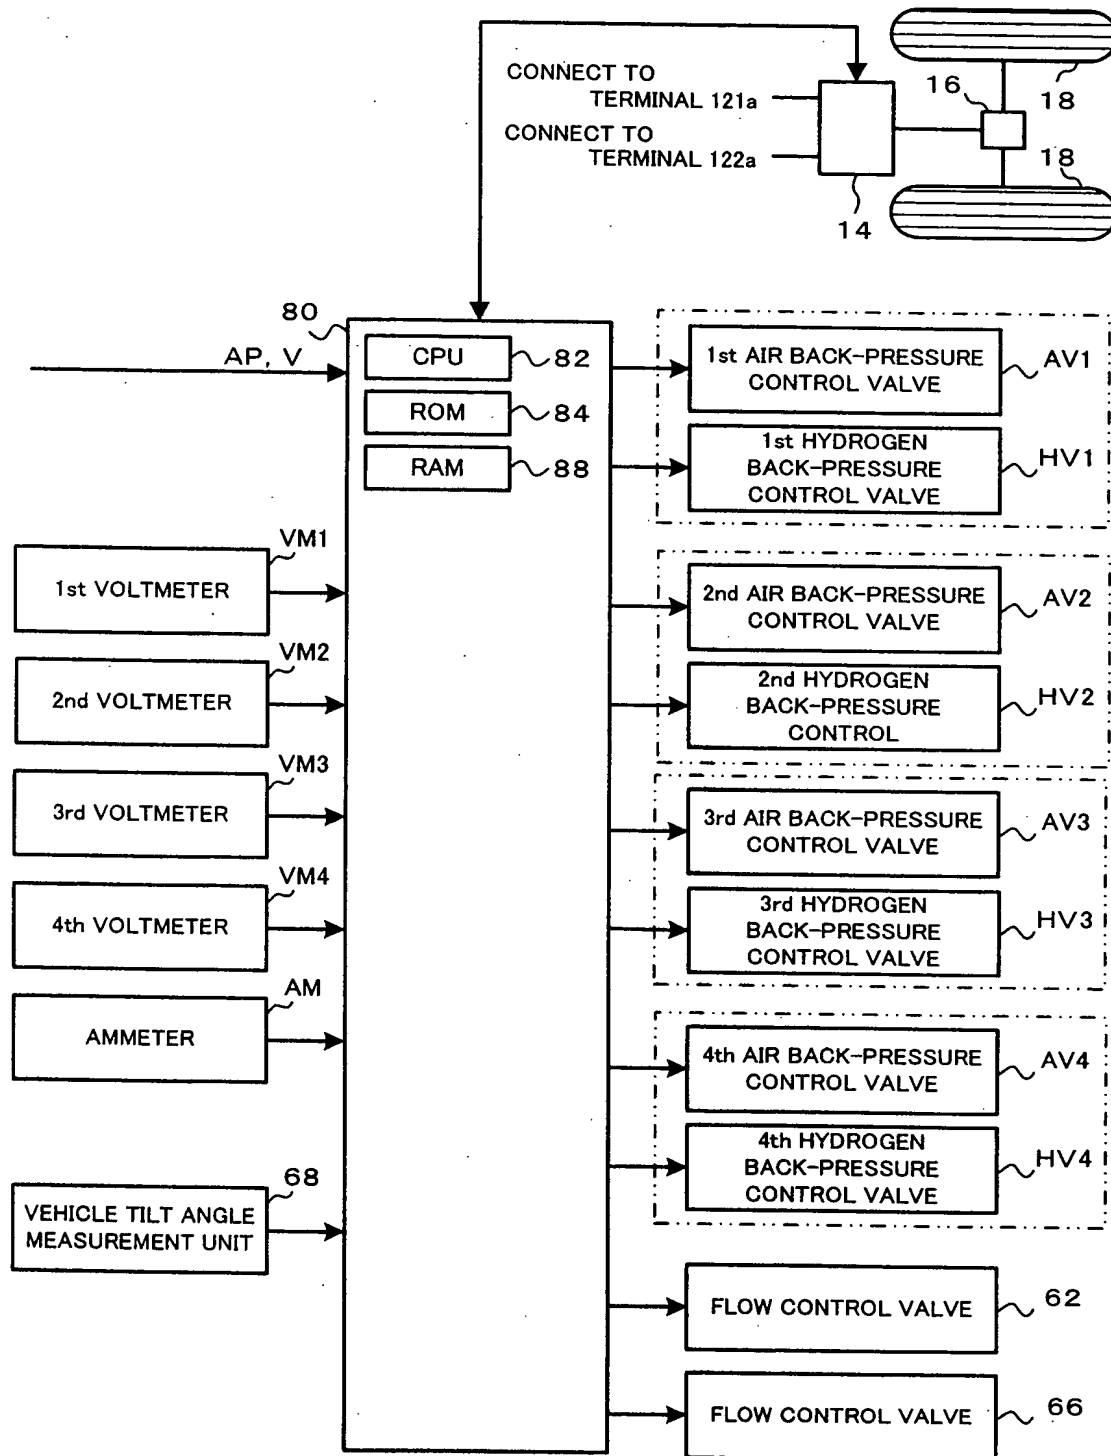 CONNECT TO
TERMINAL 121a
CONNECT TO
TERMINAL 122a
14
16
18
18
80
AP, V
CPU
82
ROM
84
RAM
88
VM1
1st VOLTMETER
VM2
2nd VOLTMETER
VM3
3rd VOLTMETER
VM4
4th VOLTMETER
AM
AMMETER
68
VEHICLE TILT ANGLE
MEASUREMENT UNIT
1st AIR BACK-PRESSURE
CONTROL VALVE
AV1
1st HYDROGEN
BACK-PRESSURE
CONTROL VALVE
HV1
2nd AIR BACK-PRESSURE
CONTROL VALVE
AV2
2nd HYDROGEN
BACK-PRESSURE
CONTROL
HV2
3rd AIR BACK-PRESSURE
CONTROL VALVE
AV3
3rd HYDROGEN
BACK-PRESSURE
CONTROL VALVE
HV3
4th AIR BACK-PRESSURE
CONTROL VALVE
AV4
4th HYDROGEN
BACK-PRESSURE
CONTROL VALVE
HV4
FLOW CONTROL VALVE
62
FLOW CONTROL VALVE
66